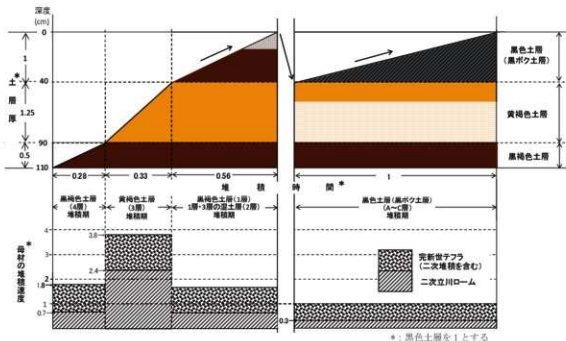 深度
(cm)
0
40
90
110
土層厚*
1
1.25
0.5
黒色土層
(黒ボク土層)
黄褐色土層
黒褐色土層
0.28
0.33
0.56
1
堆積時間*
黒褐色土層
(4層)
堆積期
黄褐色土層
(3層)
堆積期
黒褐色土層(1層)
1層・3層の混土層(2層)
堆積期
黒色土層(黒ボク土層)
(A〜C層)
堆積期
母材の堆積速度*
4
3.8
3
2.4
2
1.8
1
0.7
0.3
完新世テフラ
(二次堆積を含む)
二次立川ローム
*：黒色土層を1とする